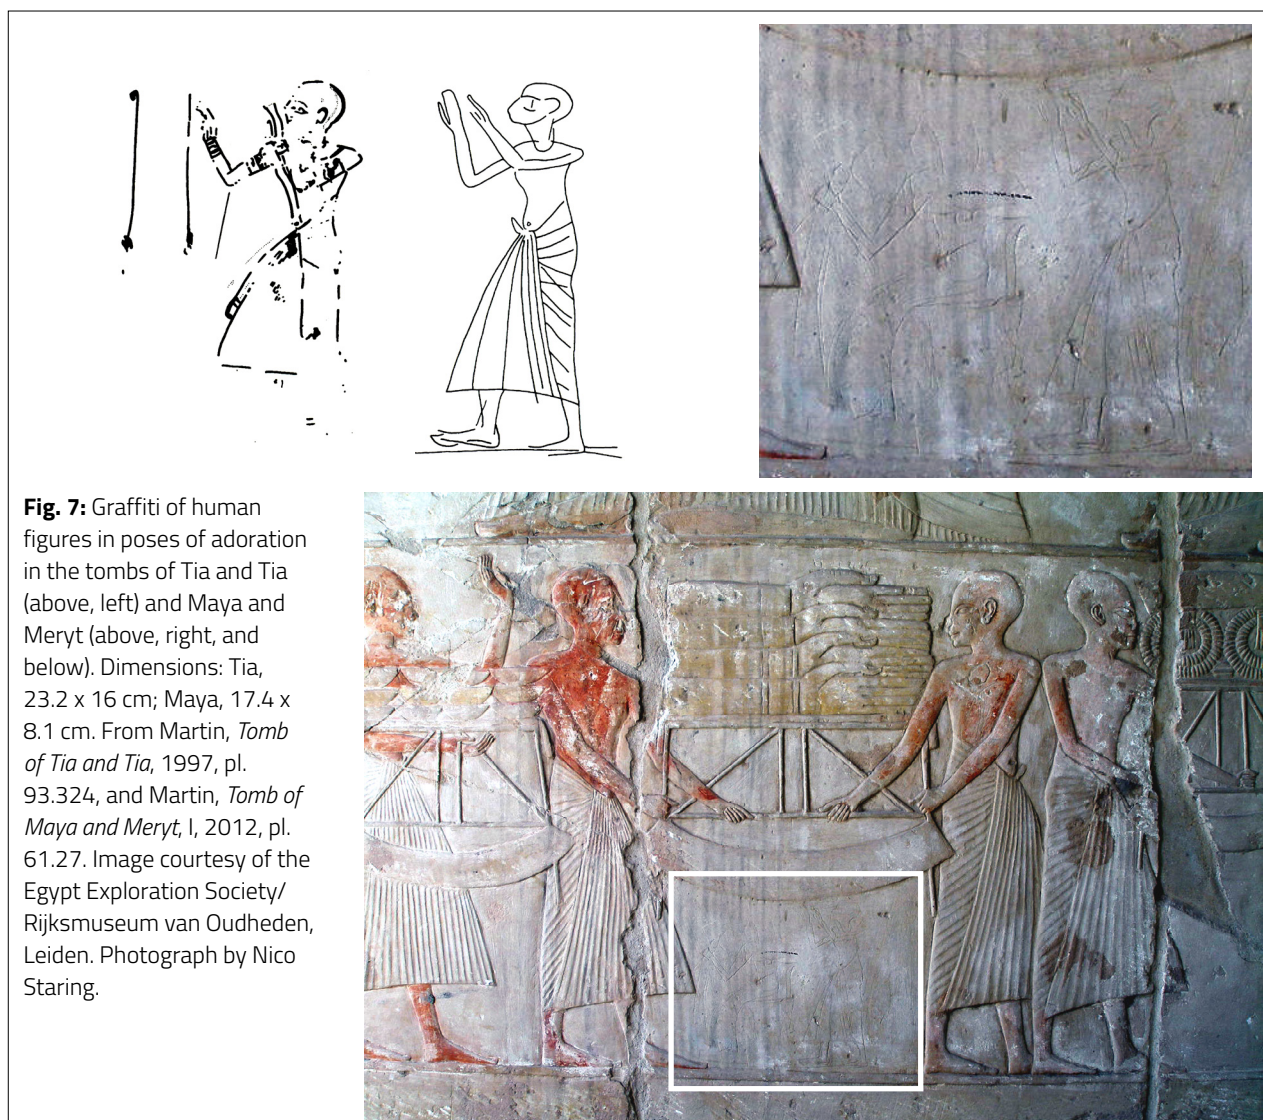 Fig. 7: Graffiti of human
figures in poses of adoration
in the tombs of Tia and Tia
(above, left) and Maya and
Meryt (above, right, and
below). Dimensions: Tia,
23.2 x 16 cm; Maya, 17.4 x
8.1 cm. From Martin, Tomb
of Tia and Tia, 1997, pl.
93.324, and Martin, Tomb of
Maya and Meryt, I, 2012, pl.
61.27. Image courtesy of the
Egypt Exploration Society/
Rijksmuseum van Oudheden,
Leiden. Photograph by Nico
Staring.